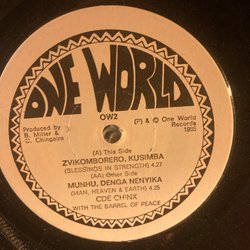 ONE WORLD
OW2
Produced by
B. Miller &
C. Chingaira
(P) & © One World
Records
1985
(A) This Side
ZVIKOMBORERO, KUSIMBA
(BLESSINGS IN STRENGTH) 4.27
(AA) Other Side
MUNHU, DENGA NENYIKA
(MAN, HEAVEN & EARTH) 4.25
CDE CHINX
WITH THE BARREL OF PEACE